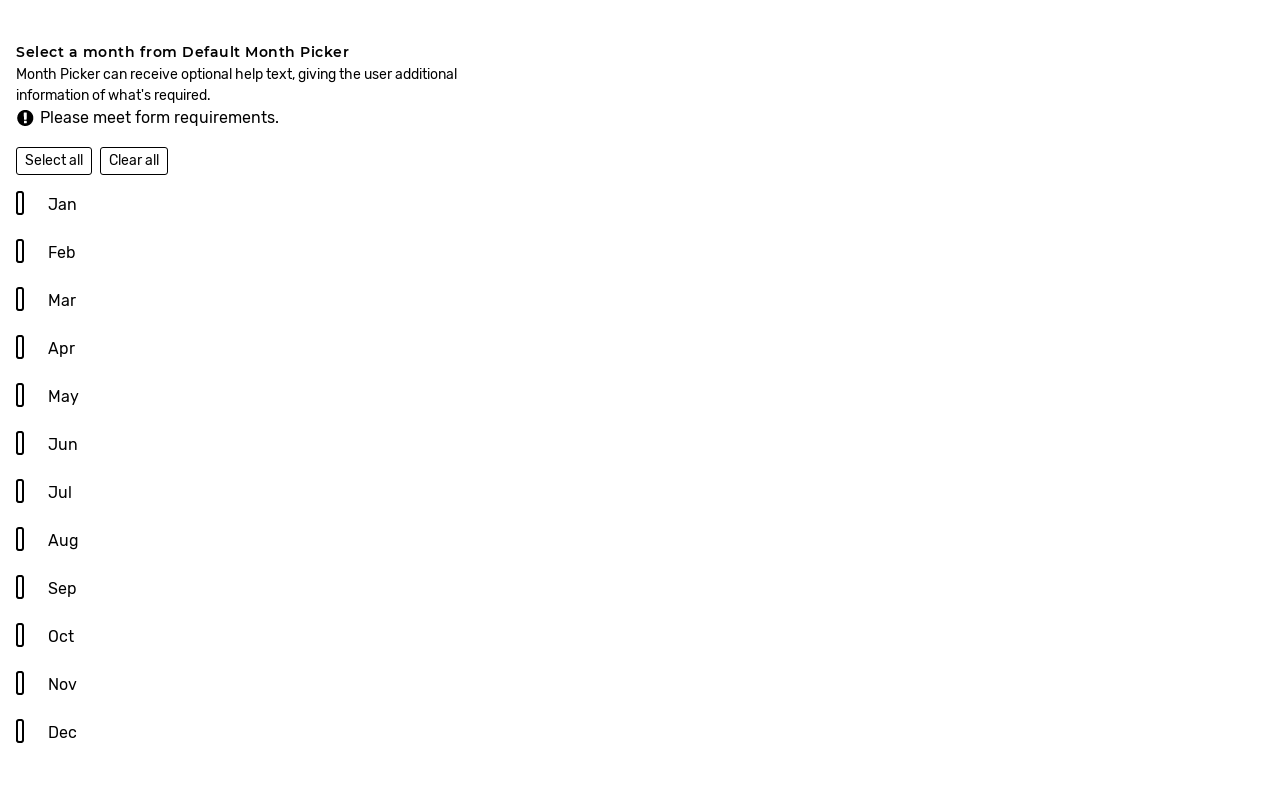 Select a month from Default Month Picker
Month Picker can receive optional help text, giving the user additional
information of what's required.
Please meet form requirements.
Select all Clear all
Jan
Feb
Mar
Apr
May
Jun
Jul
Aug
Sep
Oct
Nov
Dec